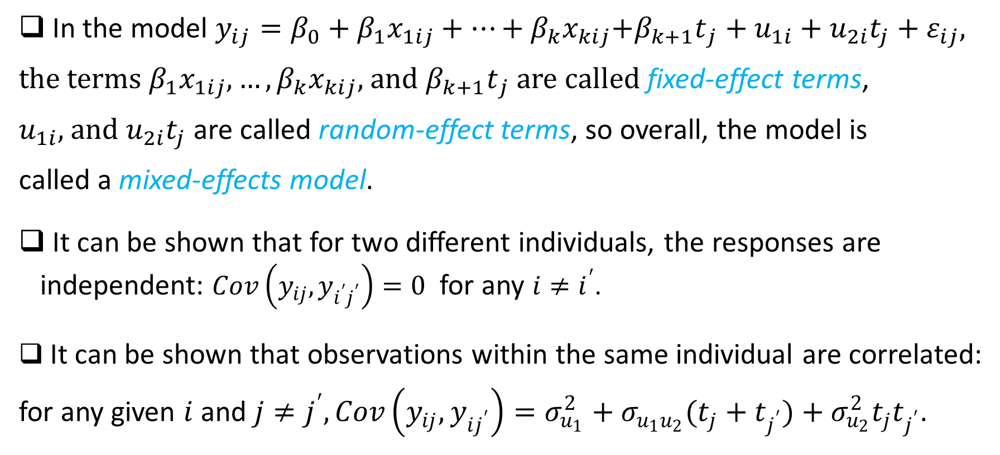 ❑ In the model $y_{ij} = \beta_0 + \beta_1 x_{1ij} + \cdots + \beta_k x_{kij} + \beta_{k+1} t_j + u_{1i} + u_{2i} t_j + \varepsilon_{ij}$,
the terms $\beta_1 x_{1ij}, \ldots, \beta_k x_{kij}$, and $\beta_{k+1} t_j$ are called fixed-effect terms,
$u_{1i}$, and $u_{2i} t_j$ are called random-effect terms, so overall, the model is
called a mixed-effects model.
❑ It can be shown that for two different individuals, the responses are
independent: $Cov\left(y_{ij}, y_{i'j'}\right) = 0$ for any $i \neq i'$.
❑ It can be shown that observations within the same individual are correlated:
for any given $i$ and $j \neq j'$, $Cov\left(y_{ij}, y_{ij'}\right) = \sigma_{u_1}^2 + \sigma_{u_1 u_2}(t_j + t_{j'}) + \sigma_{u_2}^2 t_j t_{j'}$.